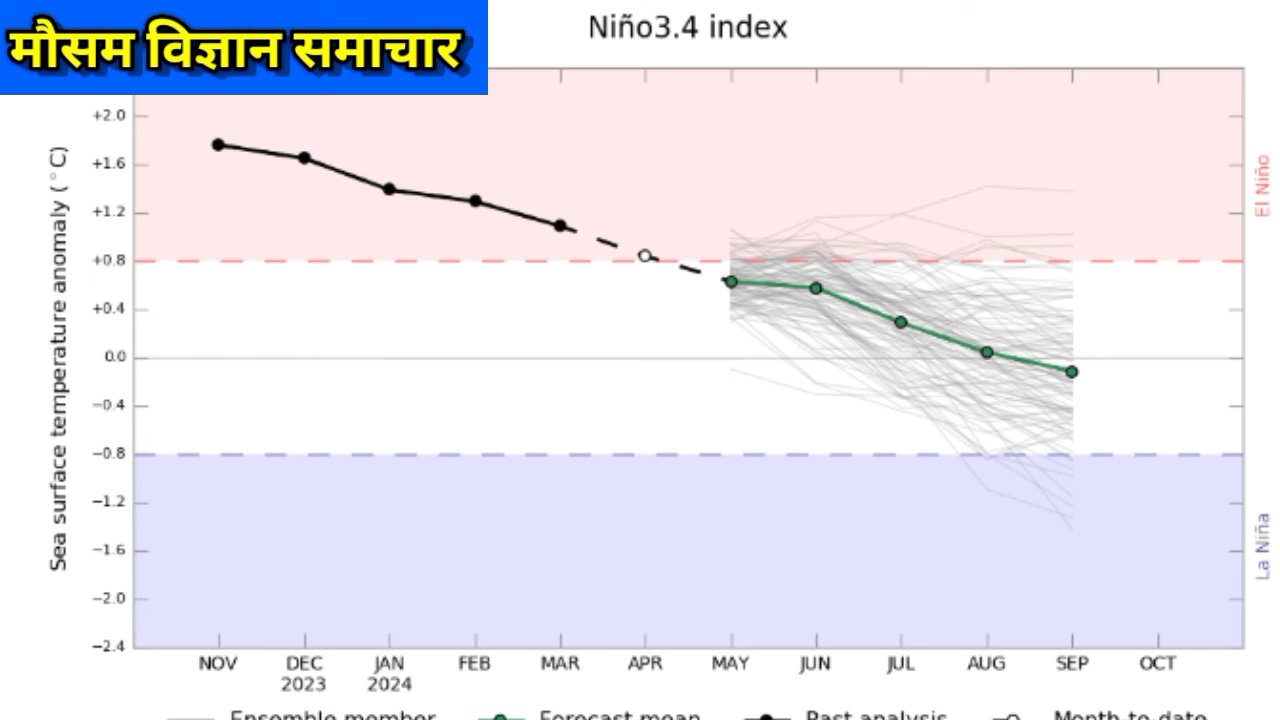 मौसम विज्ञान समाचार
Niño3.4 index
+2.0
+1.6
+1.2
+0.8
+0.4
0.0
−0.4
−0.8
−1.2
−1.6
−2.0
−2.4
Sea surface temperature anomaly (°C)
El Niño
La Niña
NOV DEC JAN FEB MAR APR MAY JUN JUL AUG SEP OCT
2023 2024
Ensemble member Forecast mean Past analysis Month to date